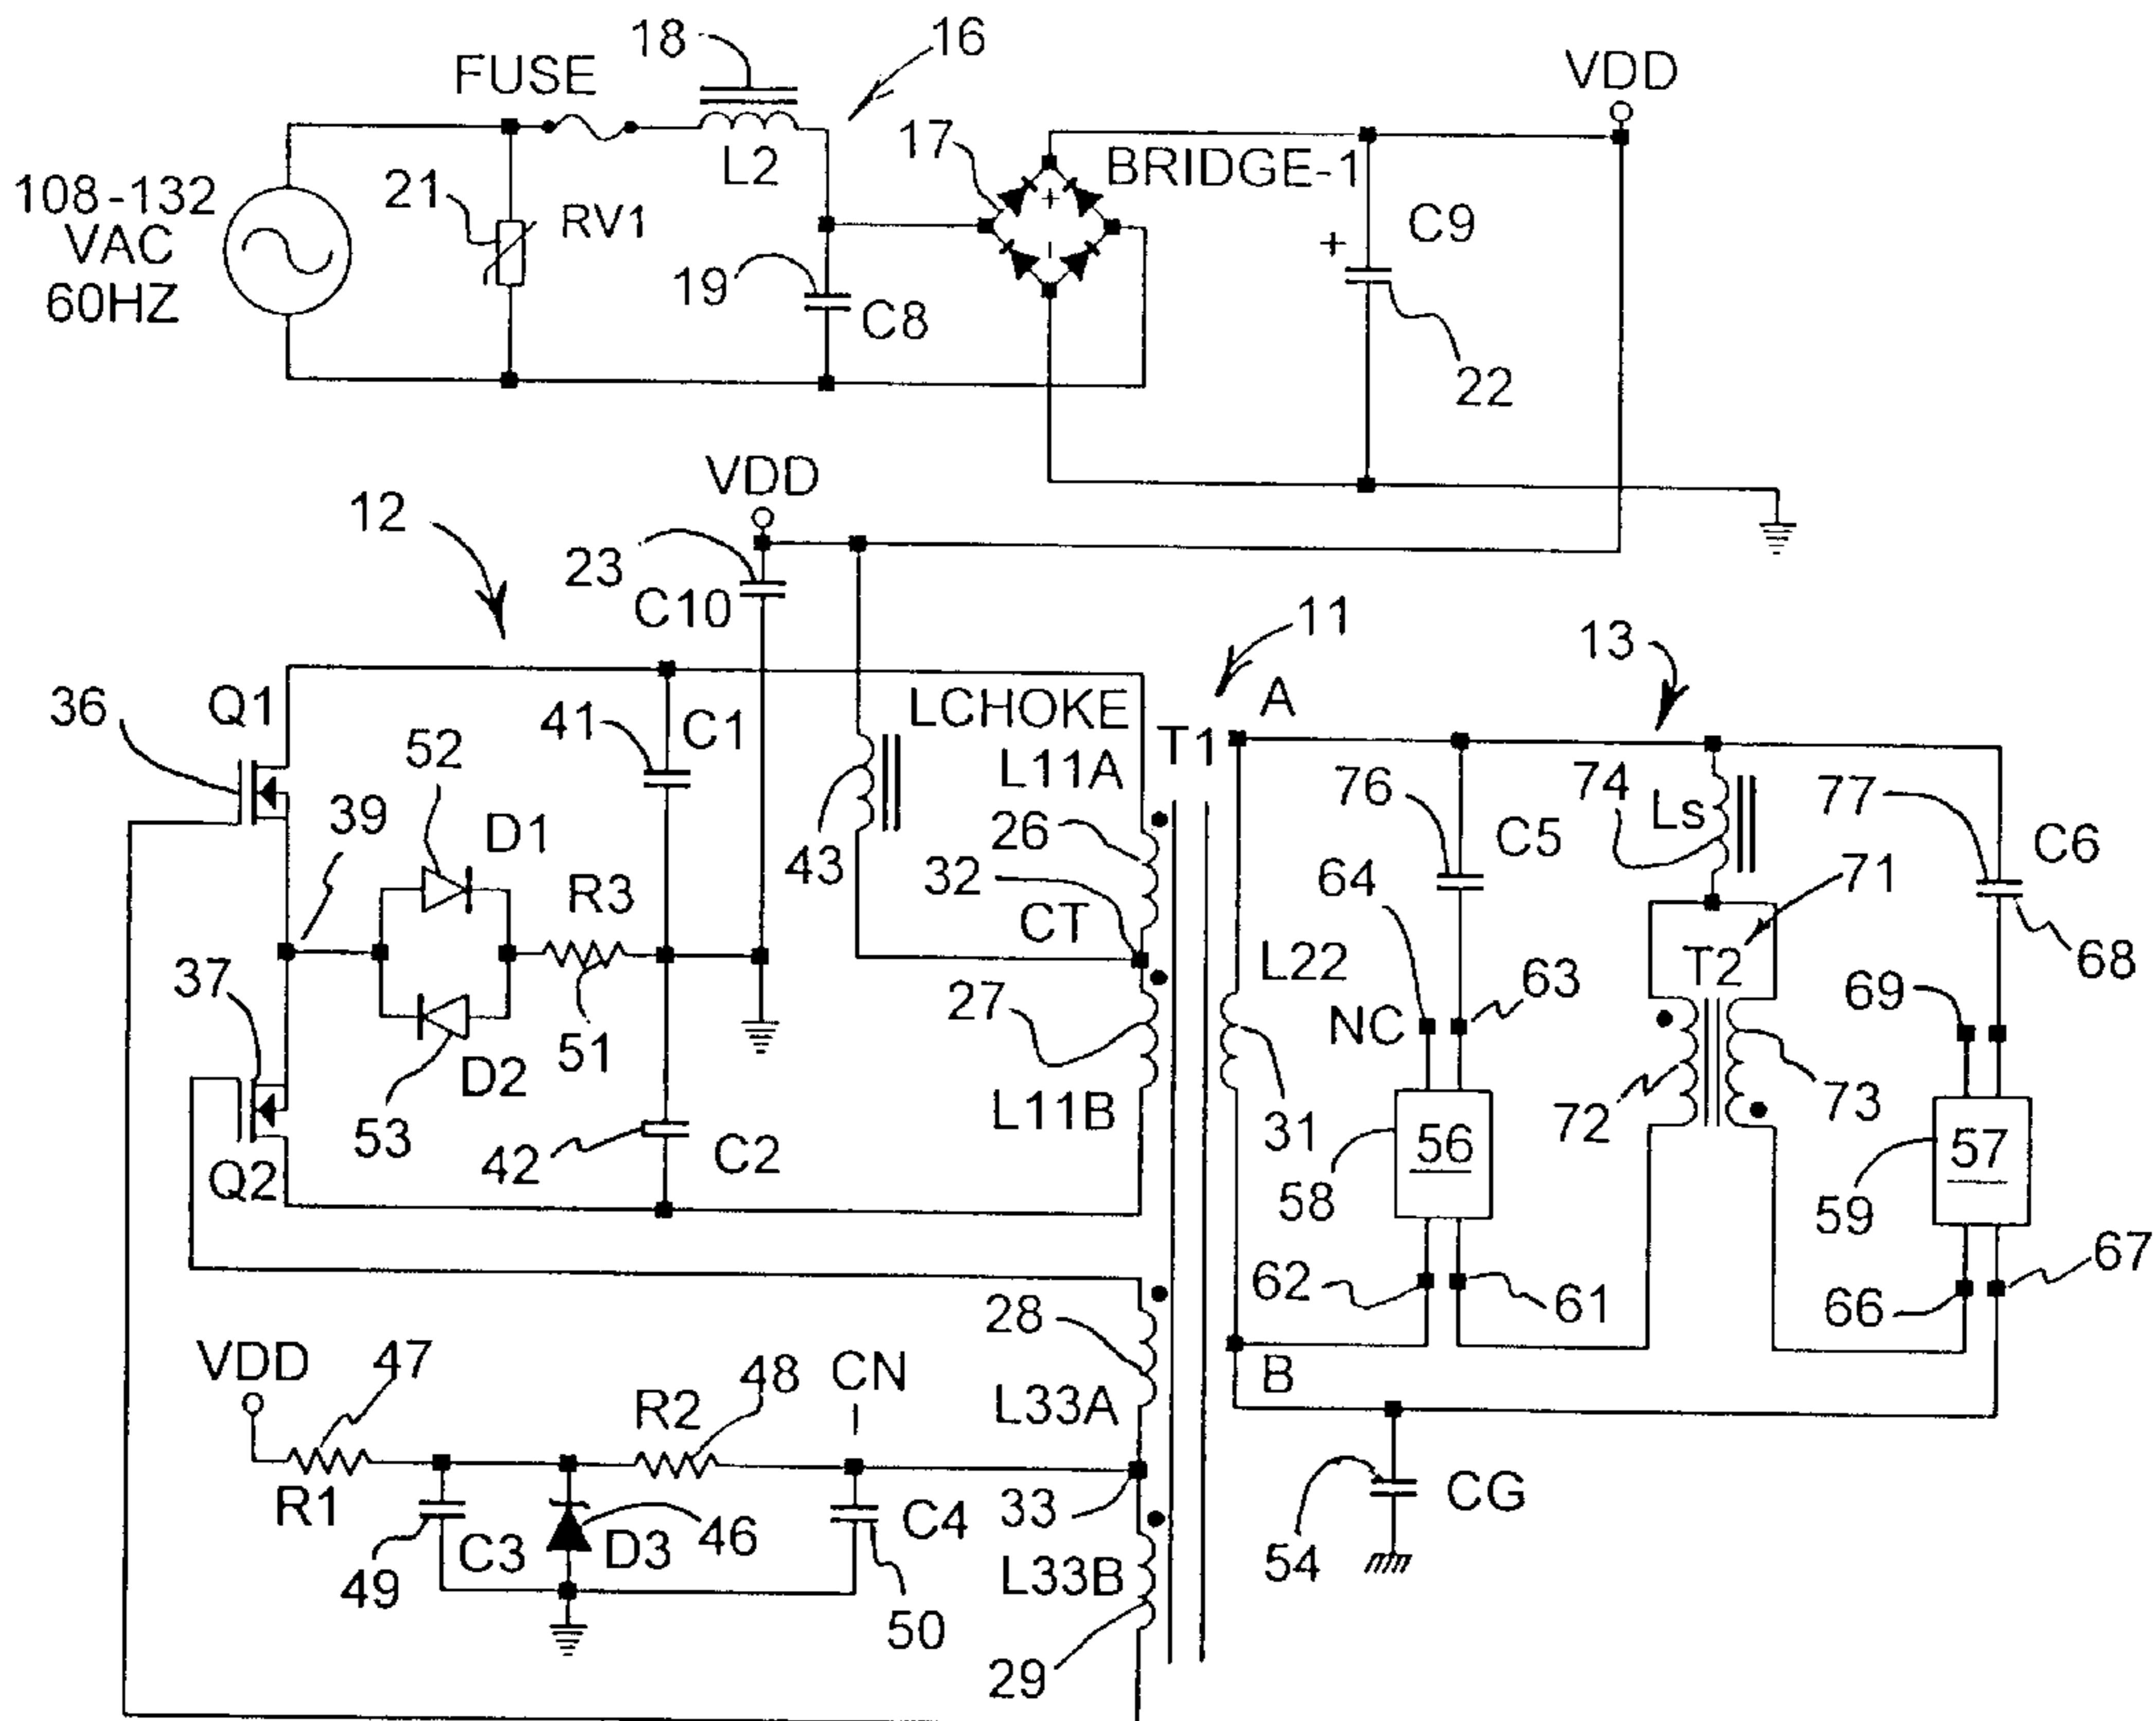 18
16
FUSE
VDD
17
BRIDGE-1
L2
108-132
VAC
60HZ
21
RV1
C9
+
+
-
19
C8
22
VDD
12
23
C10
11
13
36
Q1
41
C1
LCHOKE
T1
A
52
L11A
76
74
Ls
77
39
D1
26
C5
C6
43
32
64
71
R3
CT
37
L22
T2
68
27
NC
63
69
51
D2
L11B
31
72
73
53
42
C2
56
57
Q2
58
59
28
62
61
66
67
VDD
47
48
CN
B
R2
L33A
R1
33
CG
C3
46
D3
C4
49
L33B
54
50
29